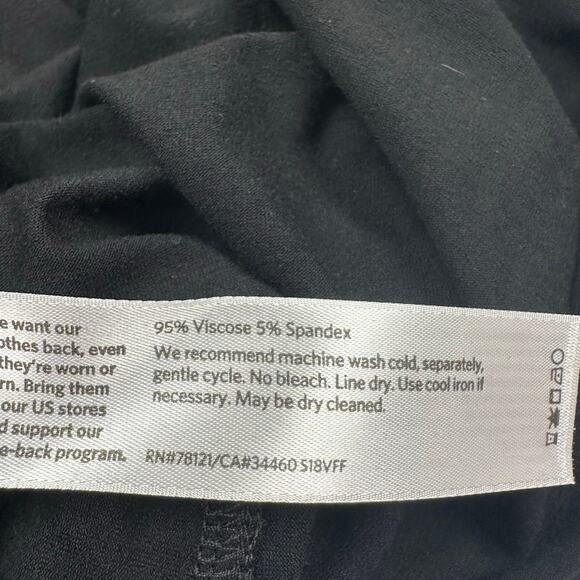 e want our
othes back, even
they're worn or
rn. Bring them
our US stores
d support our
e-back program.
95% Viscose 5% Spandex
We recommend machine wash cold, separately,
gentle cycle. No bleach. Line dry. Use cool iron if
necessary. May be dry cleaned.
RN#78121/CA#34460 S18VFF